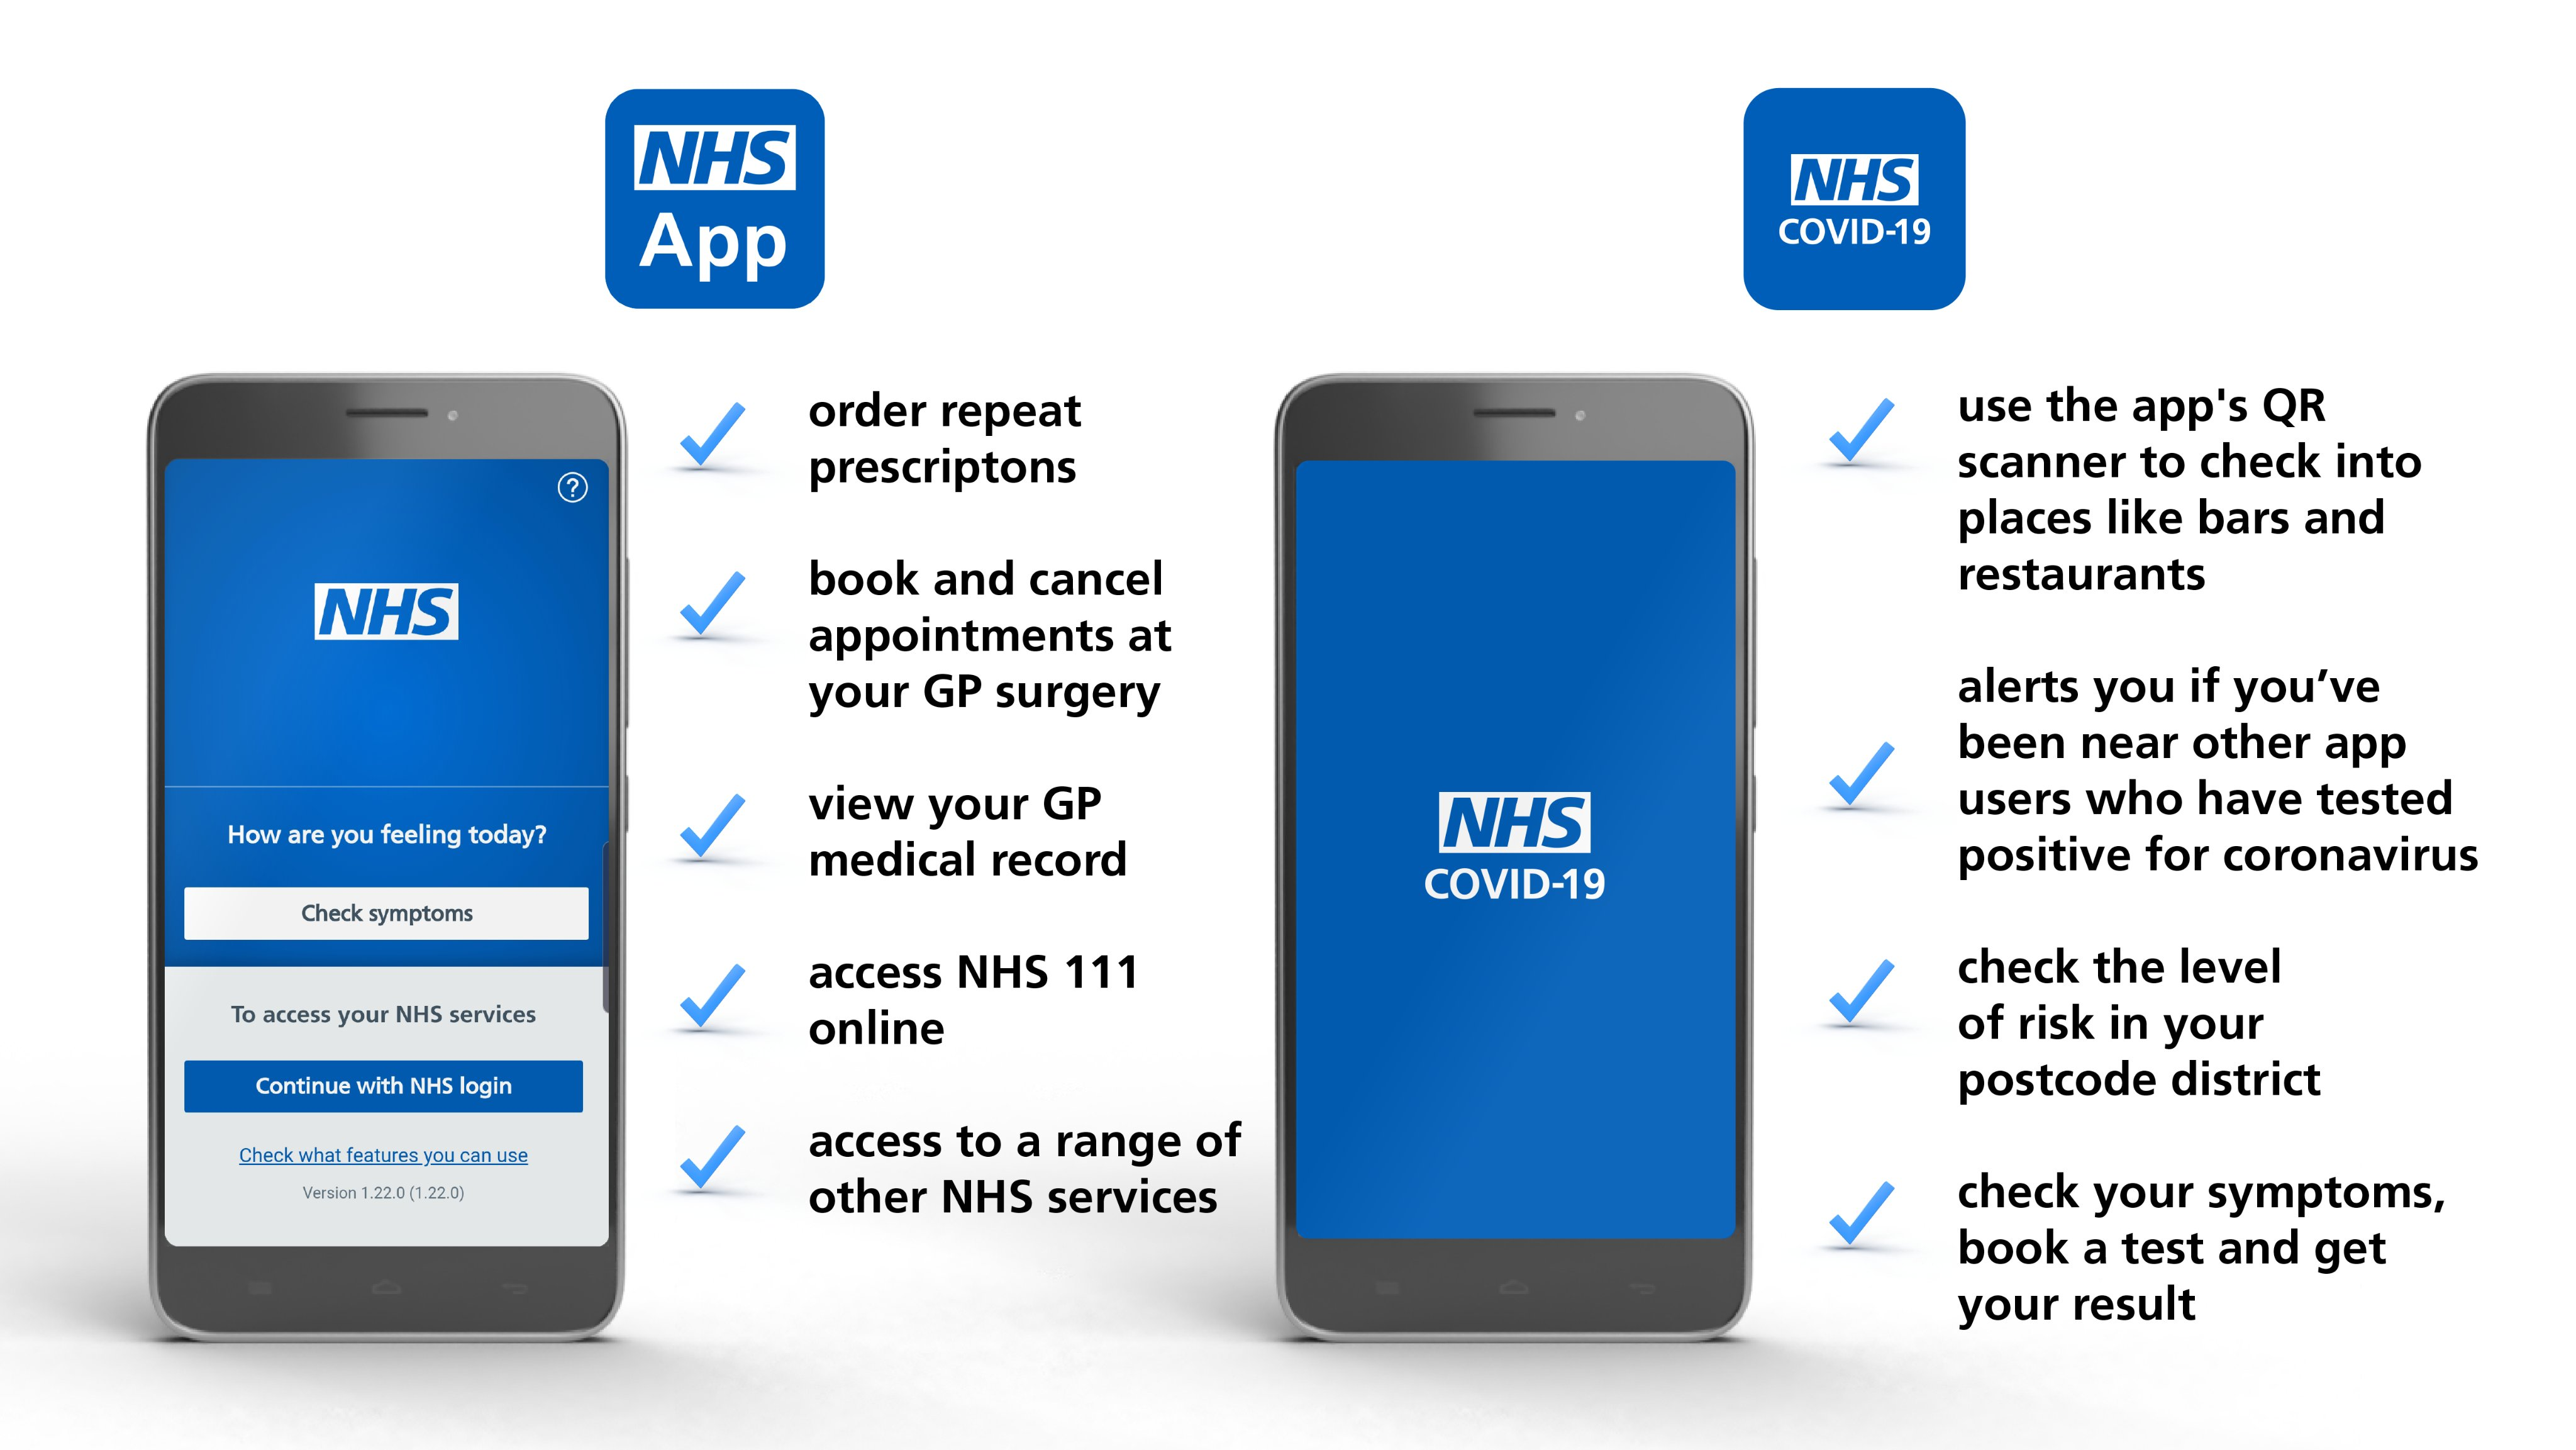 NHS
App
NHS
COVID-19
?
NHS
How are you feeling today?
Check symptoms
To access your NHS services
Continue with NHS login
Check what features you can use
Version 1.22.0 (1.22.0)
order repeat
prescriptons
book and cancel
appointments at
your GP surgery
view your GP
medical record
access NHS 111
online
access to a range of
other NHS services
NHS
COVID-19
use the app's QR
scanner to check into
places like bars and
restaurants
alerts you if you’ve
been near other app
users who have tested
positive for coronavirus
check the level
of risk in your
postcode district
check your symptoms,
book a test and get
your result